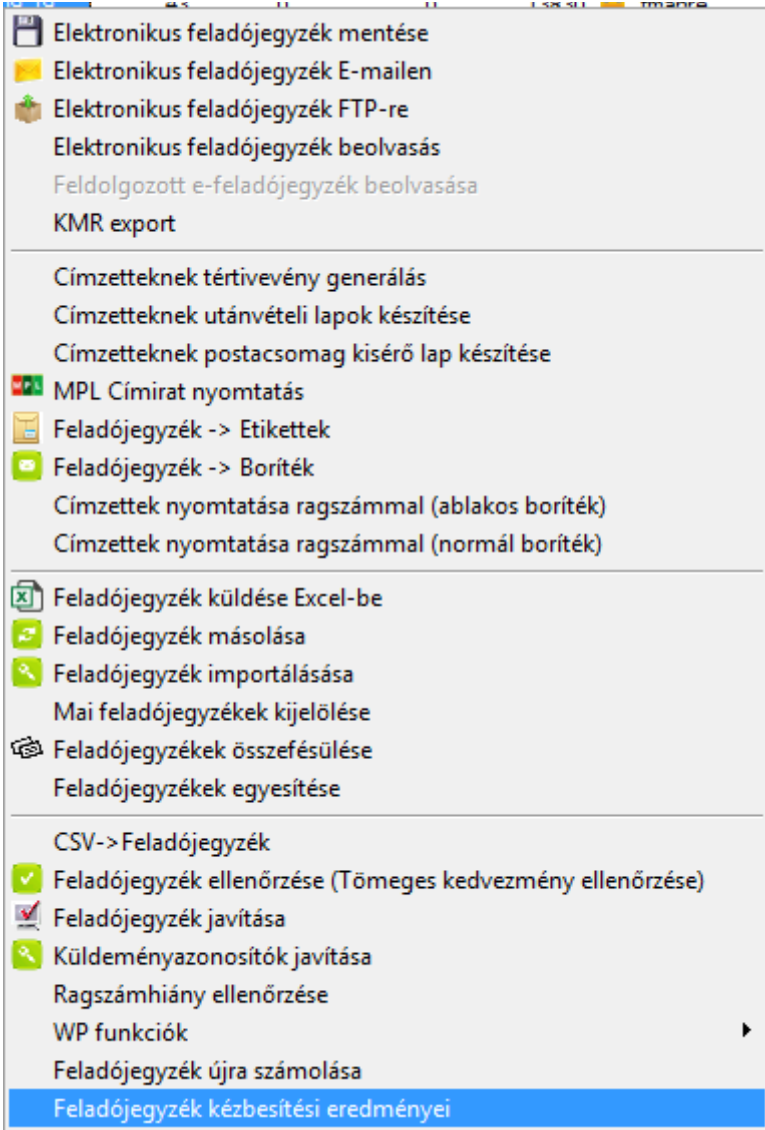 Elektronikus feladójegyzék mentése
Elektronikus feladójegyzék E-mailen
Elektronikus feladójegyzék FTP-re
Elektronikus feladójegyzék beolvasás
Feldolgozott e-feladójegyzék beolvasása
KMR export
Címzetteknek tértivevény generálás
Címzetteknek utánvételi lapok készítése
Címzetteknek postacsomag kisérő lap készítése
MPL Címirat nyomtatás
Feladójegyzék -> Etikettek
Feladójegyzék -> Boríték
Címzettek nyomtatása ragszámmal (ablakos boríték)
Címzettek nyomtatása ragszámmal (normál boríték)
Feladójegyzék küldése Excel-be
Feladójegyzék másolása
Feladójegyzék importálásása
Mai feladójegyzékek kijelölése
Feladójegyzékek összefésülése
Feladójegyzékek egyesítése
CSV->Feladójegyzék
Feladójegyzék ellenőrzése (Tömeges kedvezmény ellenőrzése)
Feladójegyzék javítása
Küldeményazonosítók javítása
Ragszámhiány ellenőrzése
WP funkciók
Feladójegyzék újra számolása
Feladójegyzék kézbesítési eredményei